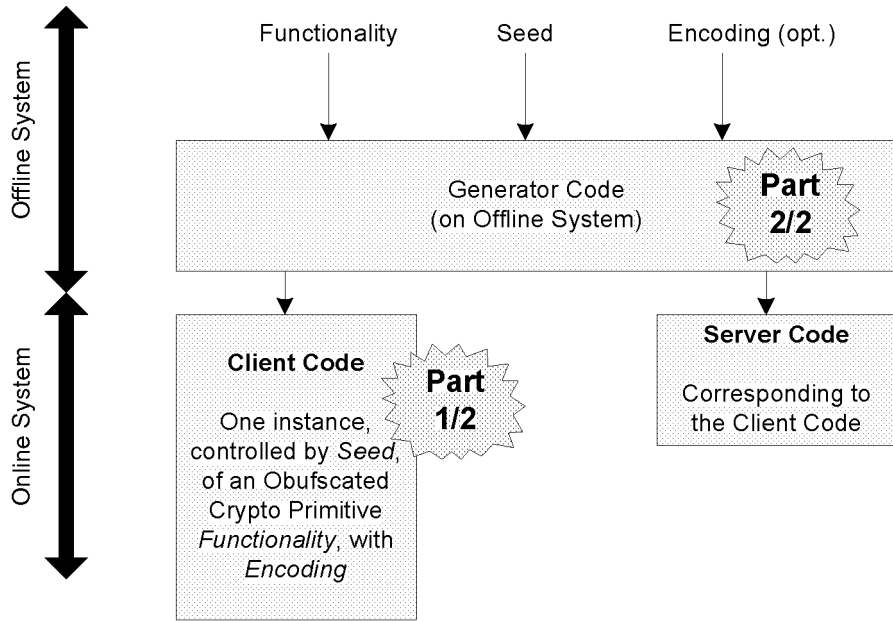 Functionality
Seed
Encoding (opt.)
Offline System
Generator Code
(on Offline System)
Part
2/2
Online System
Client Code
One instance,
controlled by Seed,
of an Obufscated
Crypto Primitive
Functionality, with
Encoding
Part
1/2
Server Code
Corresponding to
the Client Code